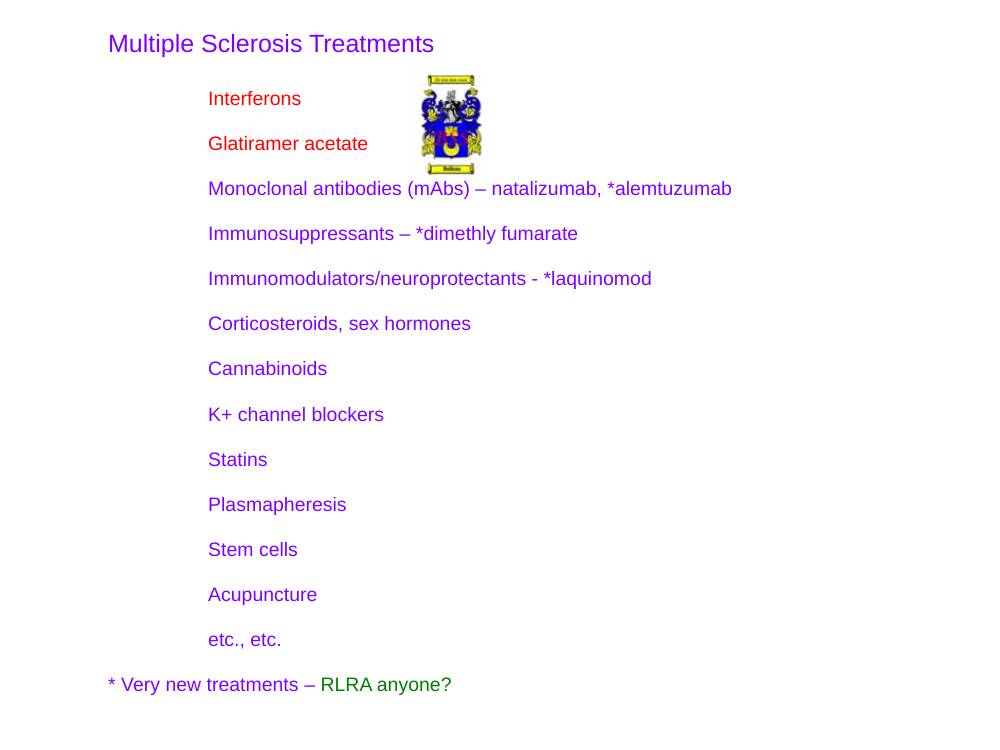 Multiple Sclerosis Treatments
Interferons
Glatiramer acetate
Monoclonal antibodies (mAbs) – natalizumab, *alemtuzumab
Immunosuppressants – *dimethly fumarate
Immunomodulators/neuroprotectants - *laquinomod
Corticosteroids, sex hormones
Cannabinoids
K+ channel blockers
Statins
Plasmapheresis
Stem cells
Acupuncture
etc., etc.
* Very new treatments – RLRA anyone?